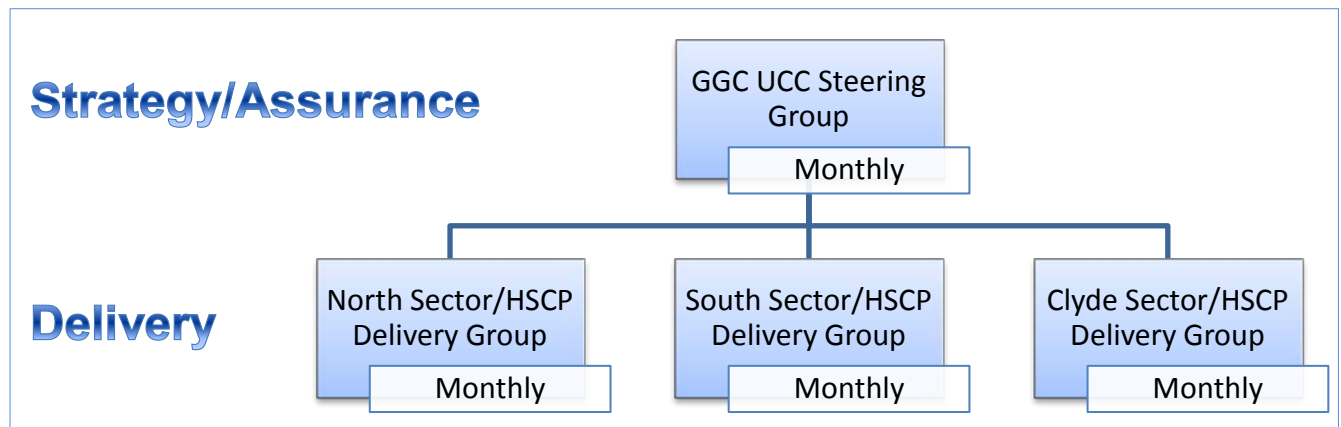 Strategy/Assurance
GGC UCC Steering
Group
Monthly
Delivery
North Sector/HSCP
Delivery Group
Monthly
South Sector/HSCP
Delivery Group
Monthly
Clyde Sector/HSCP
Delivery Group
Monthly